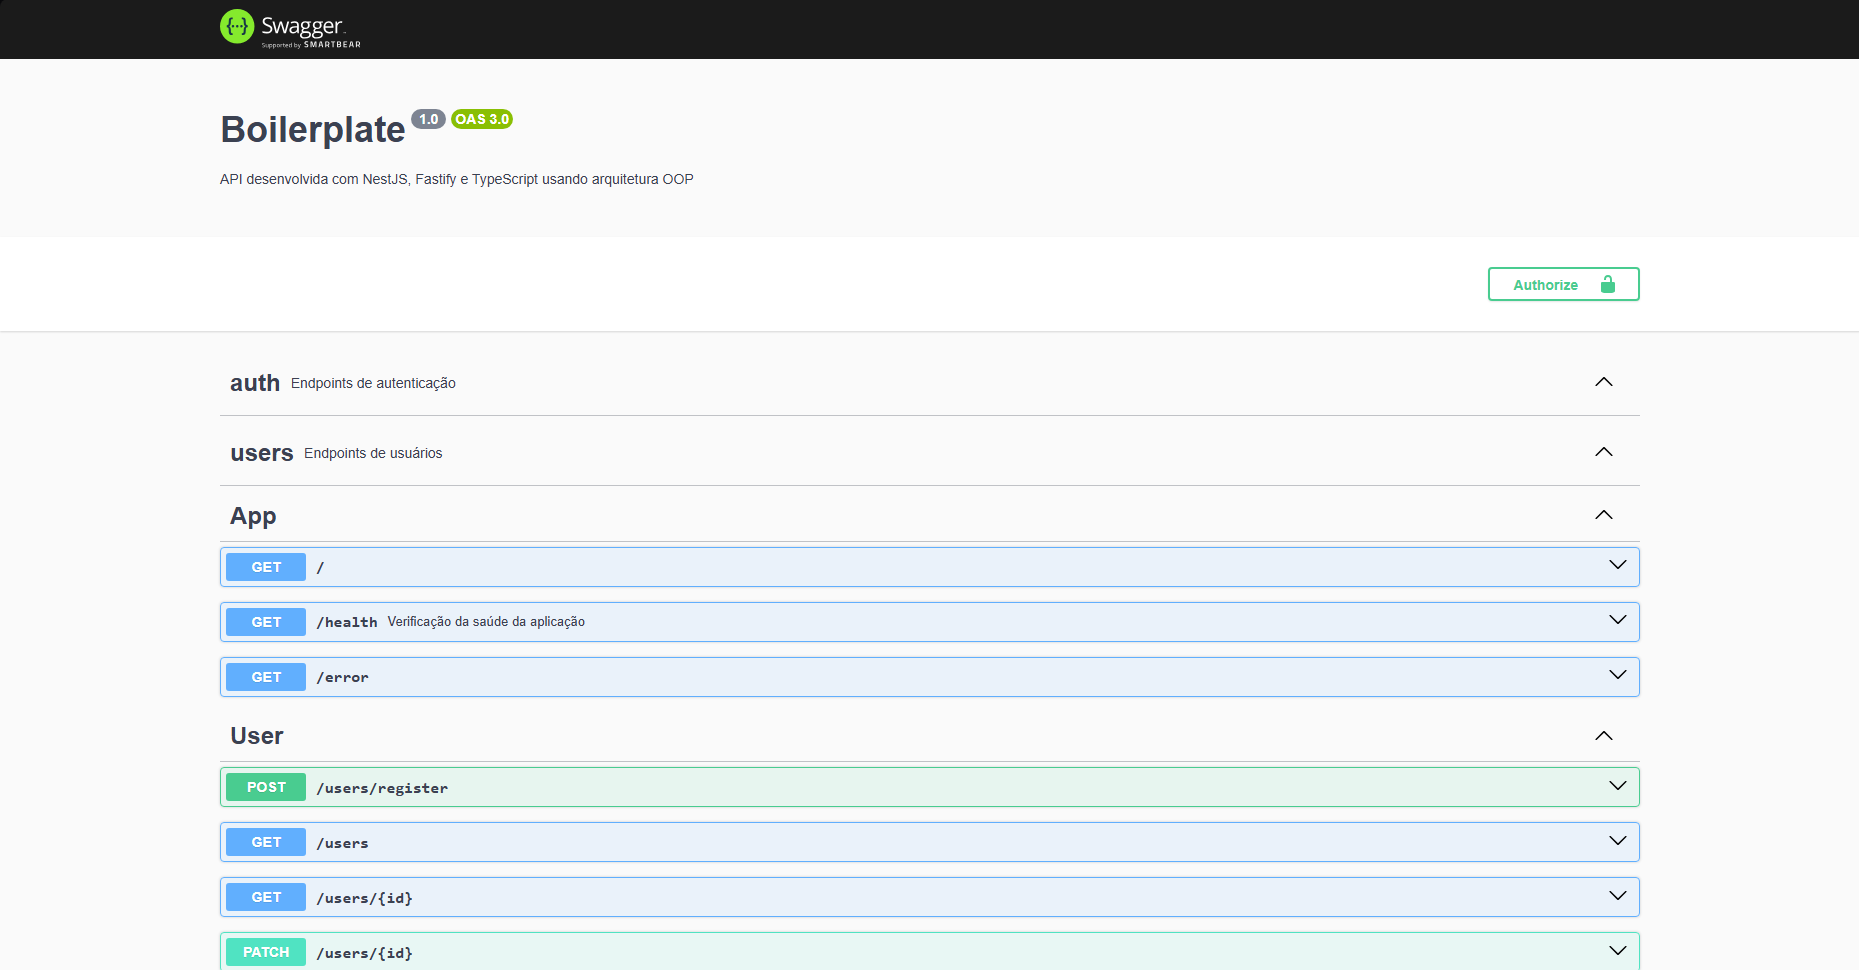 Swagger
Supported by SMARTBEAR
Boilerplate 1.0 OAS 3.0
API desenvolvida com NestJS, Fastify e TypeScript usando arquitetura OOP
Authorize
auth Endpoints de autenticação
users Endpoints de usuários
App
GET /
GET /health Verificação da saúde da aplicação
GET /error
User
POST /users/register
GET /users
GET /users/{id}
PATCH /users/{id}